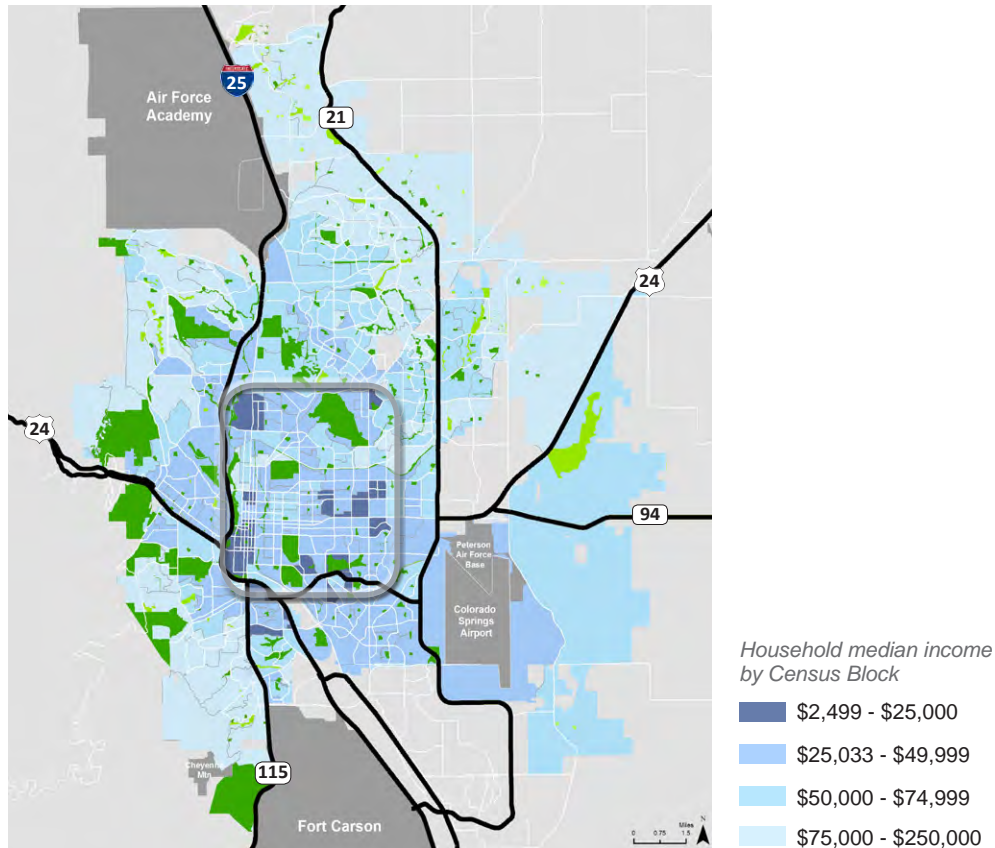 INTERSTATE
25
Air Force
Academy
21
24
24
94
Peterson
Air Force
Base
Colorado
Springs
Airport
Household median income
by Census Block
$2,499 - $25,000
$25,033 - $49,999
$50,000 - $74,999
$75,000 - $250,000
Cheyenne
Mtn
115
Fort Carson
Miles
0 0.75 1.5
N